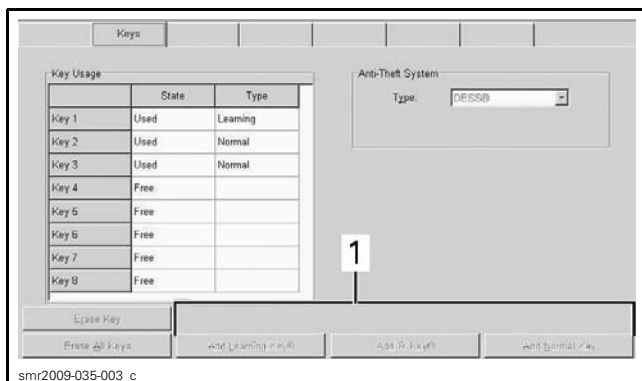 Keys
Key Usage
Anti-Theft System
State Type
Type: DESS®
Key 1 Used Learning
Key 2 Used Normal
Key 3 Used Normal
Key 4 Free
Key 5 Free
Key 6 Free
Key 7 Free
Key 8 Free
1
Erase Key
Erase All Keys Add Learning Key® Add Normal Key
smr2009-035-003_c